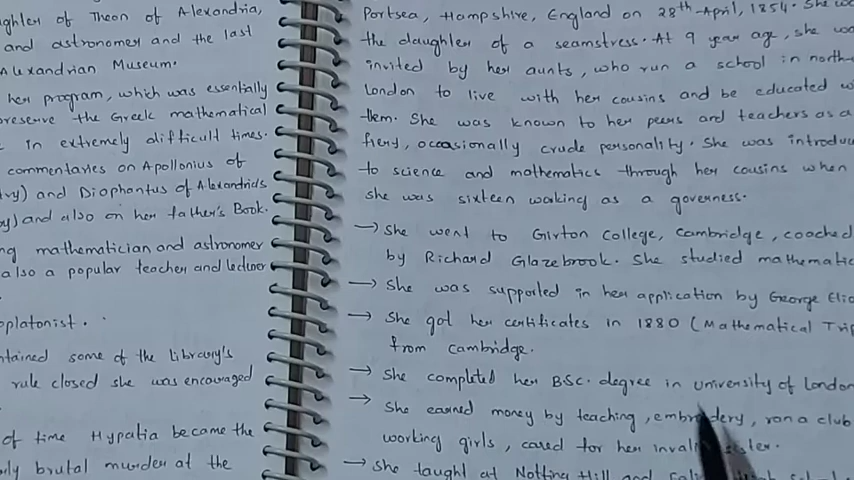 ghter of Theon of Alexandria,
and astronomer and the last
Alexandrian Museum.
her program, which was essentially
preserve the Greek mathematical
in extremely difficult times.
commentaries on Apollonius of
try) and Diophantus of Alexandria's
y) and also on her father's Book.
ng mathematician and astronomer
also a popular teacher and lecturer
oplatonist.
ntained some of the Library's
rule closed she was encouraged
of time Hypatia became the
brutal murder at the
Portsea, Hampshire, England on 28th April, 1854. She
the daughter of a seamstress. At 9 year age, she wa
invited by her aunts, who run a school in north-
London to live with her cousins and be educated w
them. She was known to her peers and teachers as a
fiery, occasionally crude personality. She was introdu
to science and mathematics through her cousins when
she was sixteen working as a governess.
→ She went to Girton College, Cambridge, coached
by Richard Glazebrook. She studied mathematic
→ She was supported in her application by George Elio
→ She got her certificates in 1880 (Mathematical Trip
from Cambridge.
→ She completed her BSC. degree in University of London
→ She earned money by teaching, embroidery, ran a club
working girls, cared for her invalid sister.
→ She taught at Notting Hill and